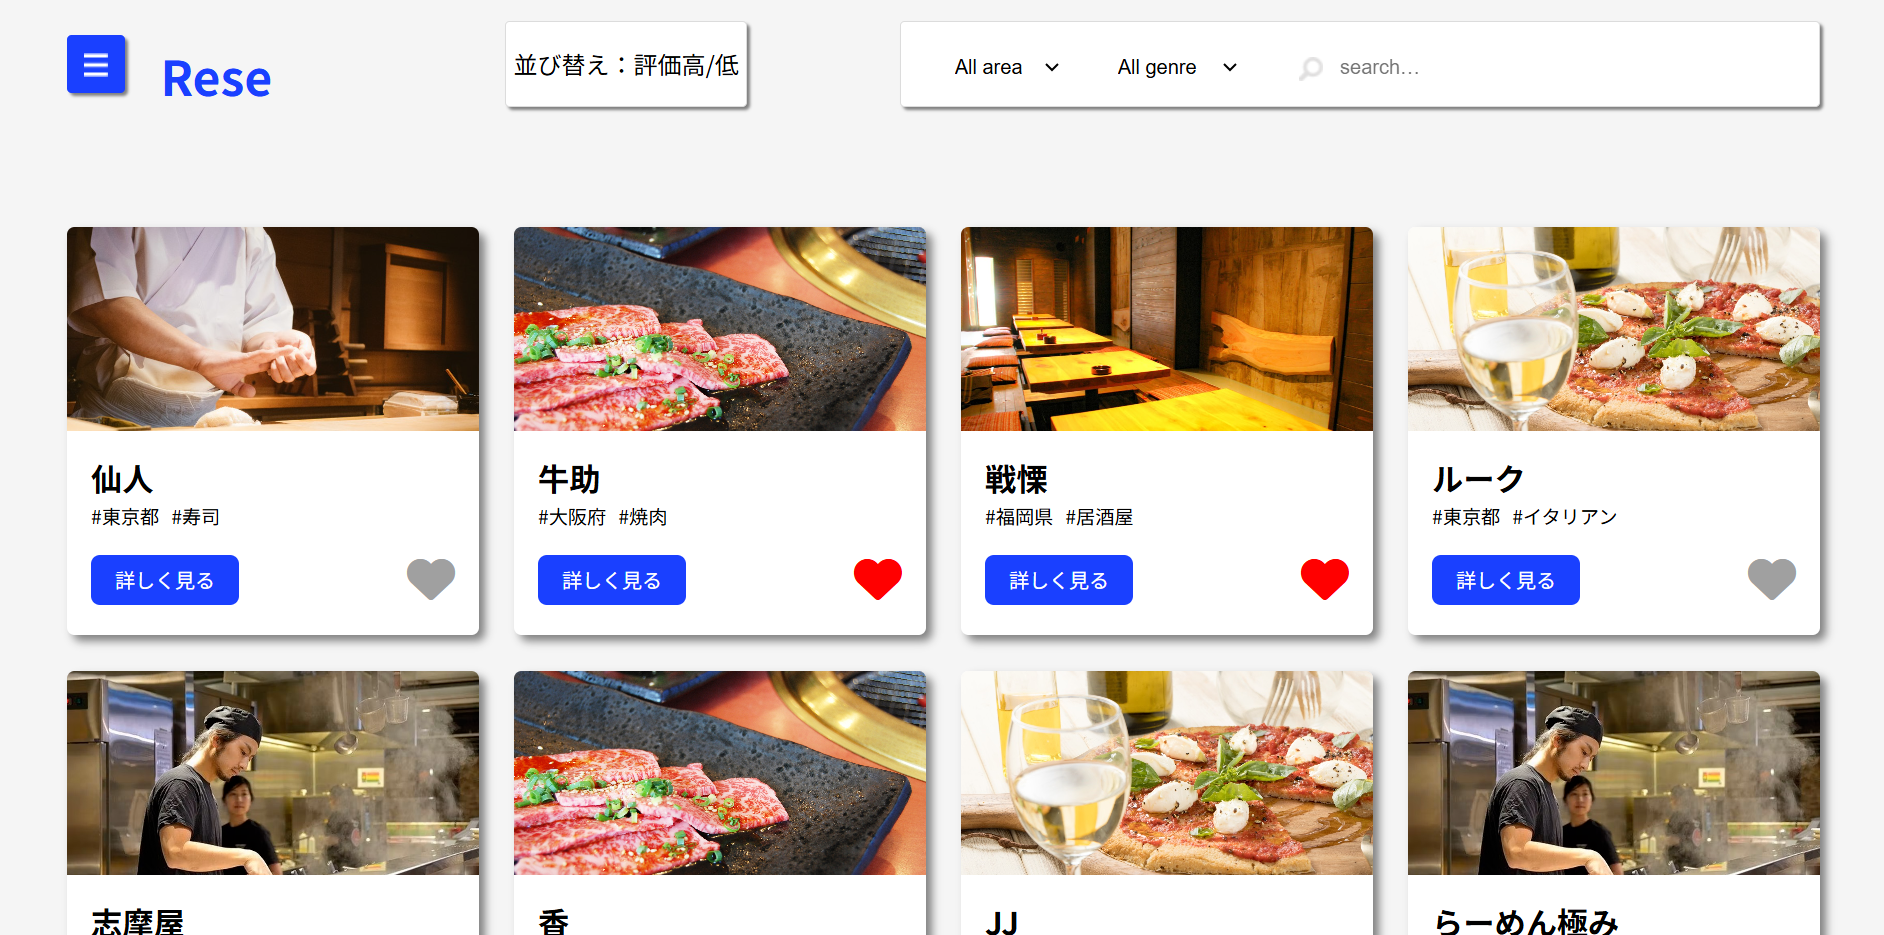 Rese
並び替え：評価高/低
All area
All genre
search...
仙人
#東京都 #寿司
詳しく見る
牛助
#大阪府 #焼肉
詳しく見る
戦慄
#福岡県 #居酒屋
詳しく見る
ルーク
#東京都 #イタリアン
詳しく見る
志摩屋
香
JJ
らーめん極み